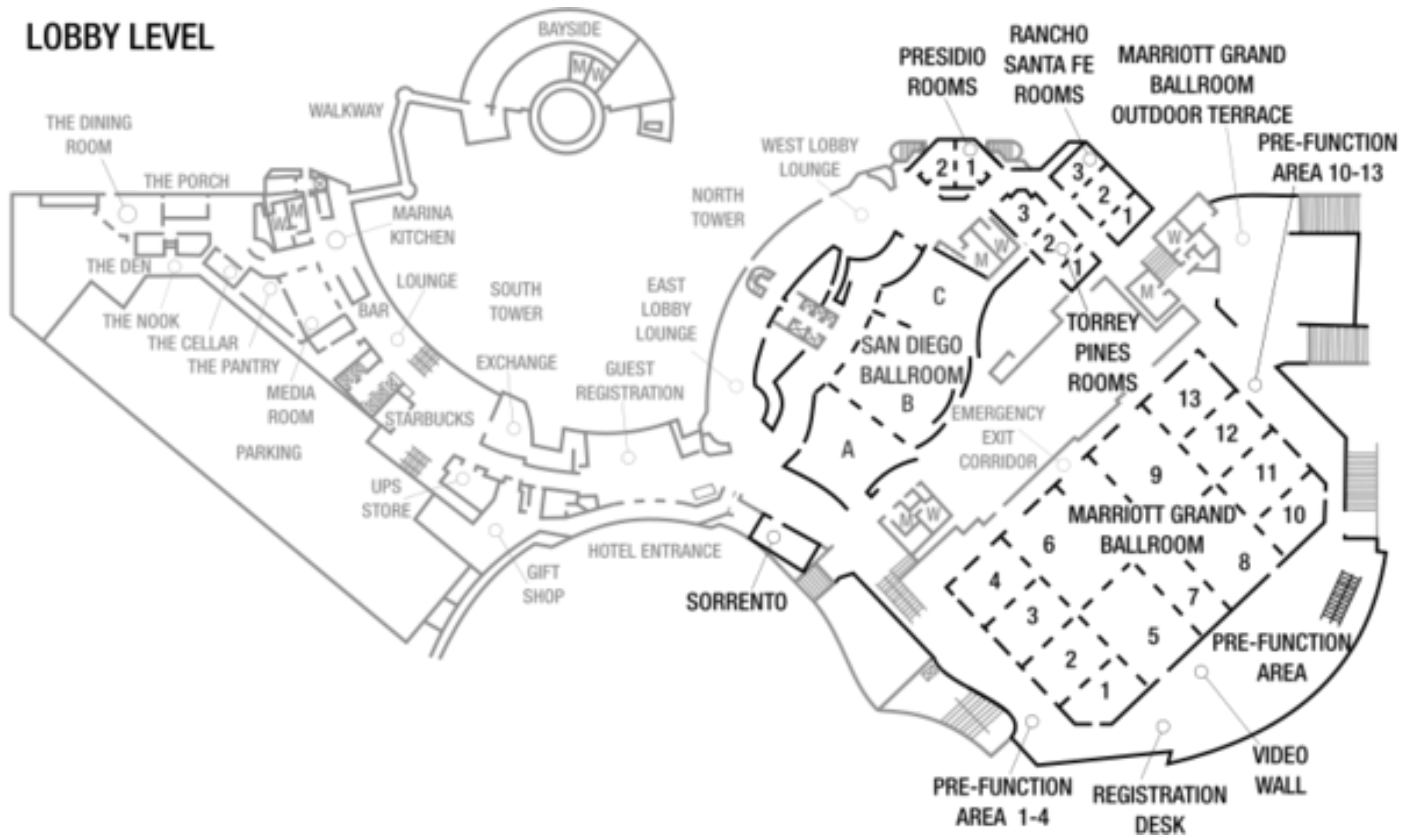 LOBBY LEVEL
BAYSIDE
M
W
WALKWAY
THE DINING
ROOM
THE PORCH
W
M
MARINA
KITCHEN
THE DEN
THE NOOK
THE CELLAR
THE PANTRY
BAR
LOUNGE
MEDIA
ROOM
STARBUCKS
PARKING
SOUTH
TOWER
EXCHANGE
GUEST
REGISTRATION
UPS
STORE
GIFT
SHOP
HOTEL ENTRANCE
NORTH
TOWER
WEST LOBBY
LOUNGE
EAST
LOBBY
LOUNGE
PRESIDIO
ROOMS
2
1
RANCHO
SANTA FE
ROOMS
3
2
1
MARRIOTT GRAND
BALLROOM
OUTDOOR TERRACE
PRE-FUNCTION
AREA 10-13
3
2
1
TORREY
PINES
ROOMS
M
W
W
M
C
SAN DIEGO
BALLROOM
B
A
EMERGENCY
EXIT
CORRIDOR
M
W
SORRENTO
13
12
11
10
9
MARRIOTT GRAND
BALLROOM
8
7
6
5
4
3
2
1
PRE-FUNCTION
AREA
VIDEO
WALL
REGISTRATION
DESK
PRE-FUNCTION
AREA 1-4